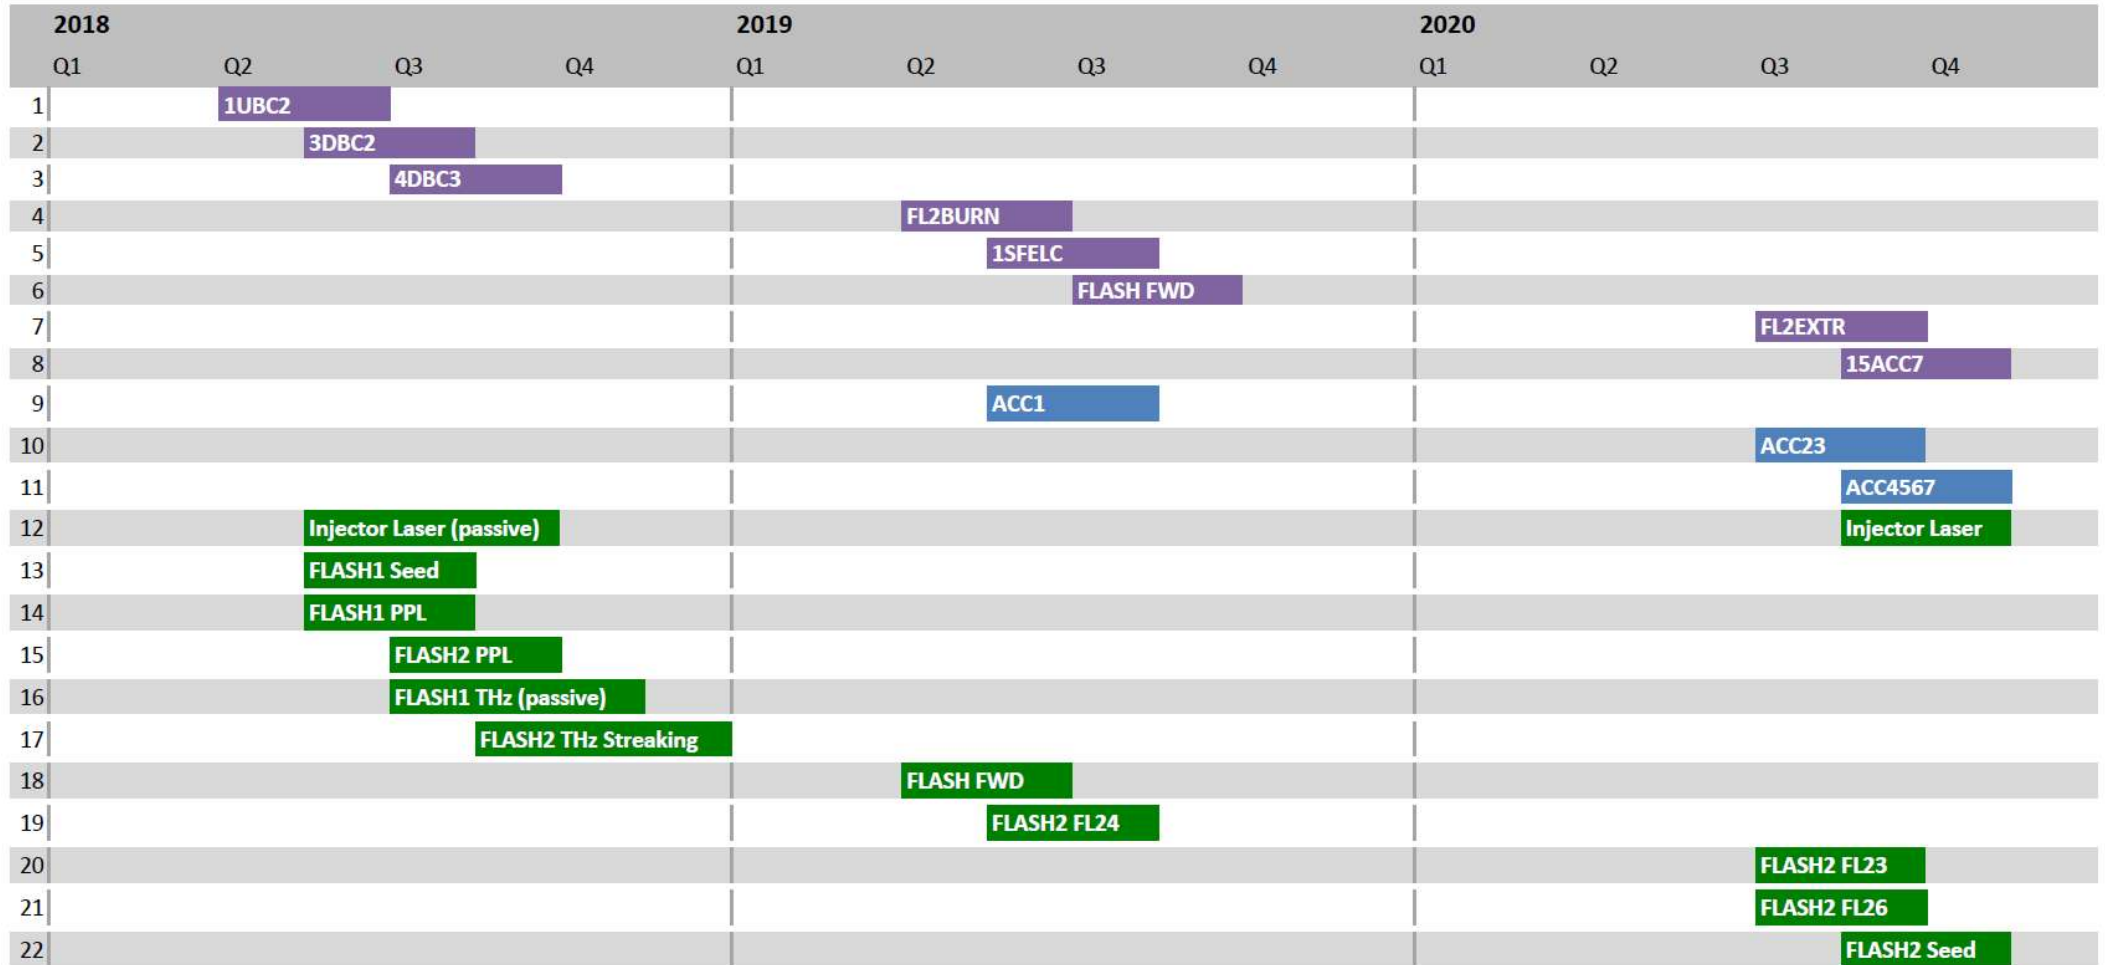 2018 2019 2020
Q1 Q2 Q3 Q4 Q1 Q2 Q3 Q4 Q1 Q2 Q3 Q4
1 1UBC2
2 3DBC2
3 4DBC3
4 FL2BURN
5 1SFELC
6 FLASH FWD
7 FL2EXTR
8 15ACC7
9 ACC1
10 ACC23
11 ACC4567
12 Injector Laser (passive) Injector Laser
13 FLASH1 Seed
14 FLASH1 PPL
15 FLASH2 PPL
16 FLASH1 THz (passive)
17 FLASH2 THz Streaking
18 FLASH FWD
19 FLASH2 FL24
20 FLASH2 FL23
21 FLASH2 FL26
22 FLASH2 Seed